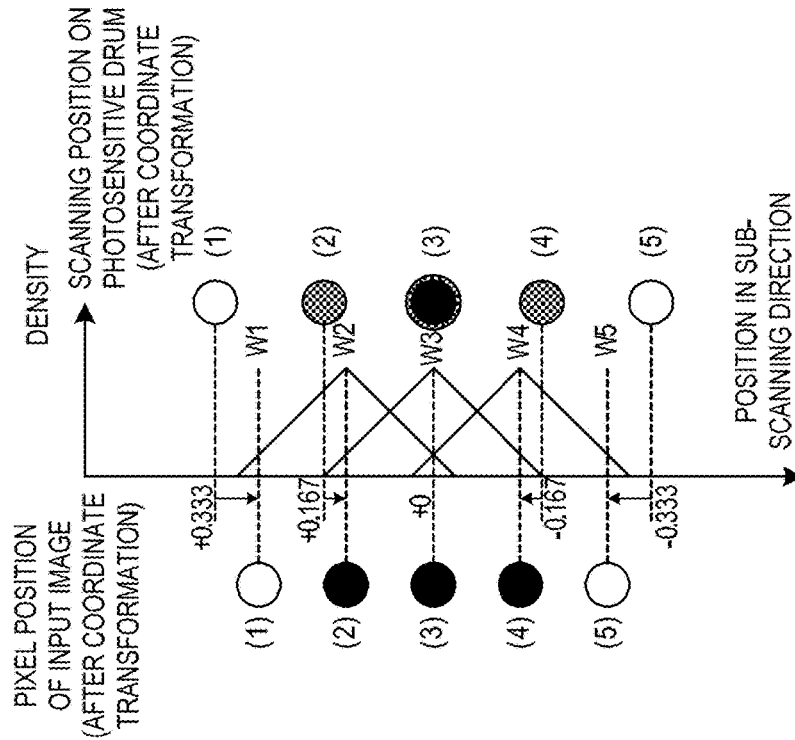 PIXEL POSITION
OF INPUT IMAGE
(AFTER COORDINATE
TRANSFORMATION)
DENSITY
SCANNING POSITION ON
PHOTOSENSITIVE DRUM
(AFTER COORDINATE
TRANSFORMATION)
+0.333
(1)
(1)
W1
+0.167
(2)
(2)
W2
+0
(3)
(3)
W3
-0.167
(4)
(4)
W4
-0.333
(5)
(5)
W5
POSITION IN SUB-
SCANNING DIRECTION